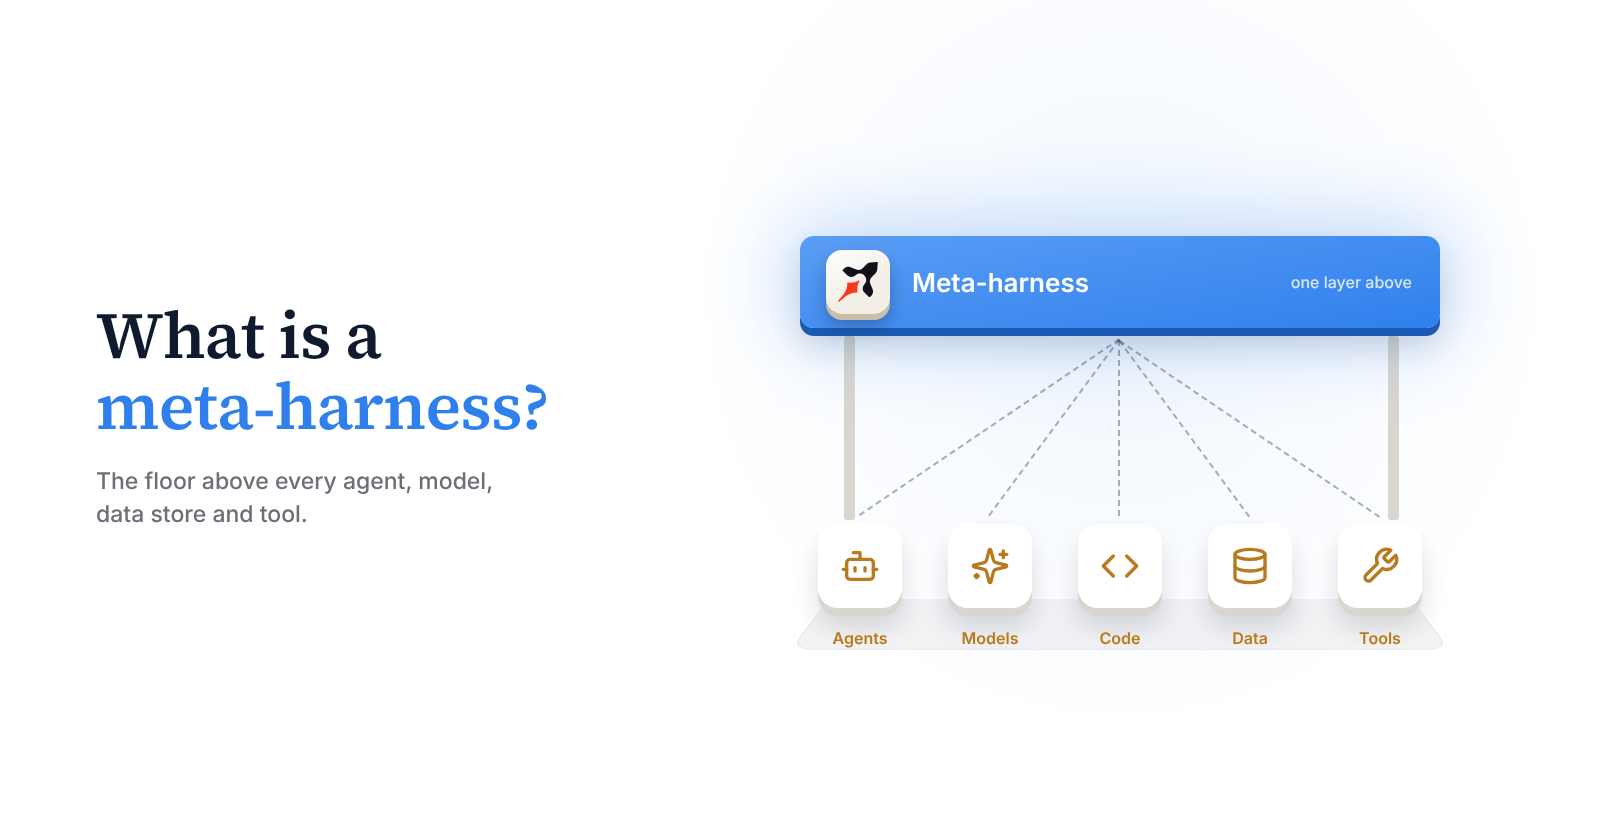 What is a
meta-harness?
The floor above every agent, model,
data store and tool.
Meta-harness
one layer above
Agents
Models
Code
Data
Tools